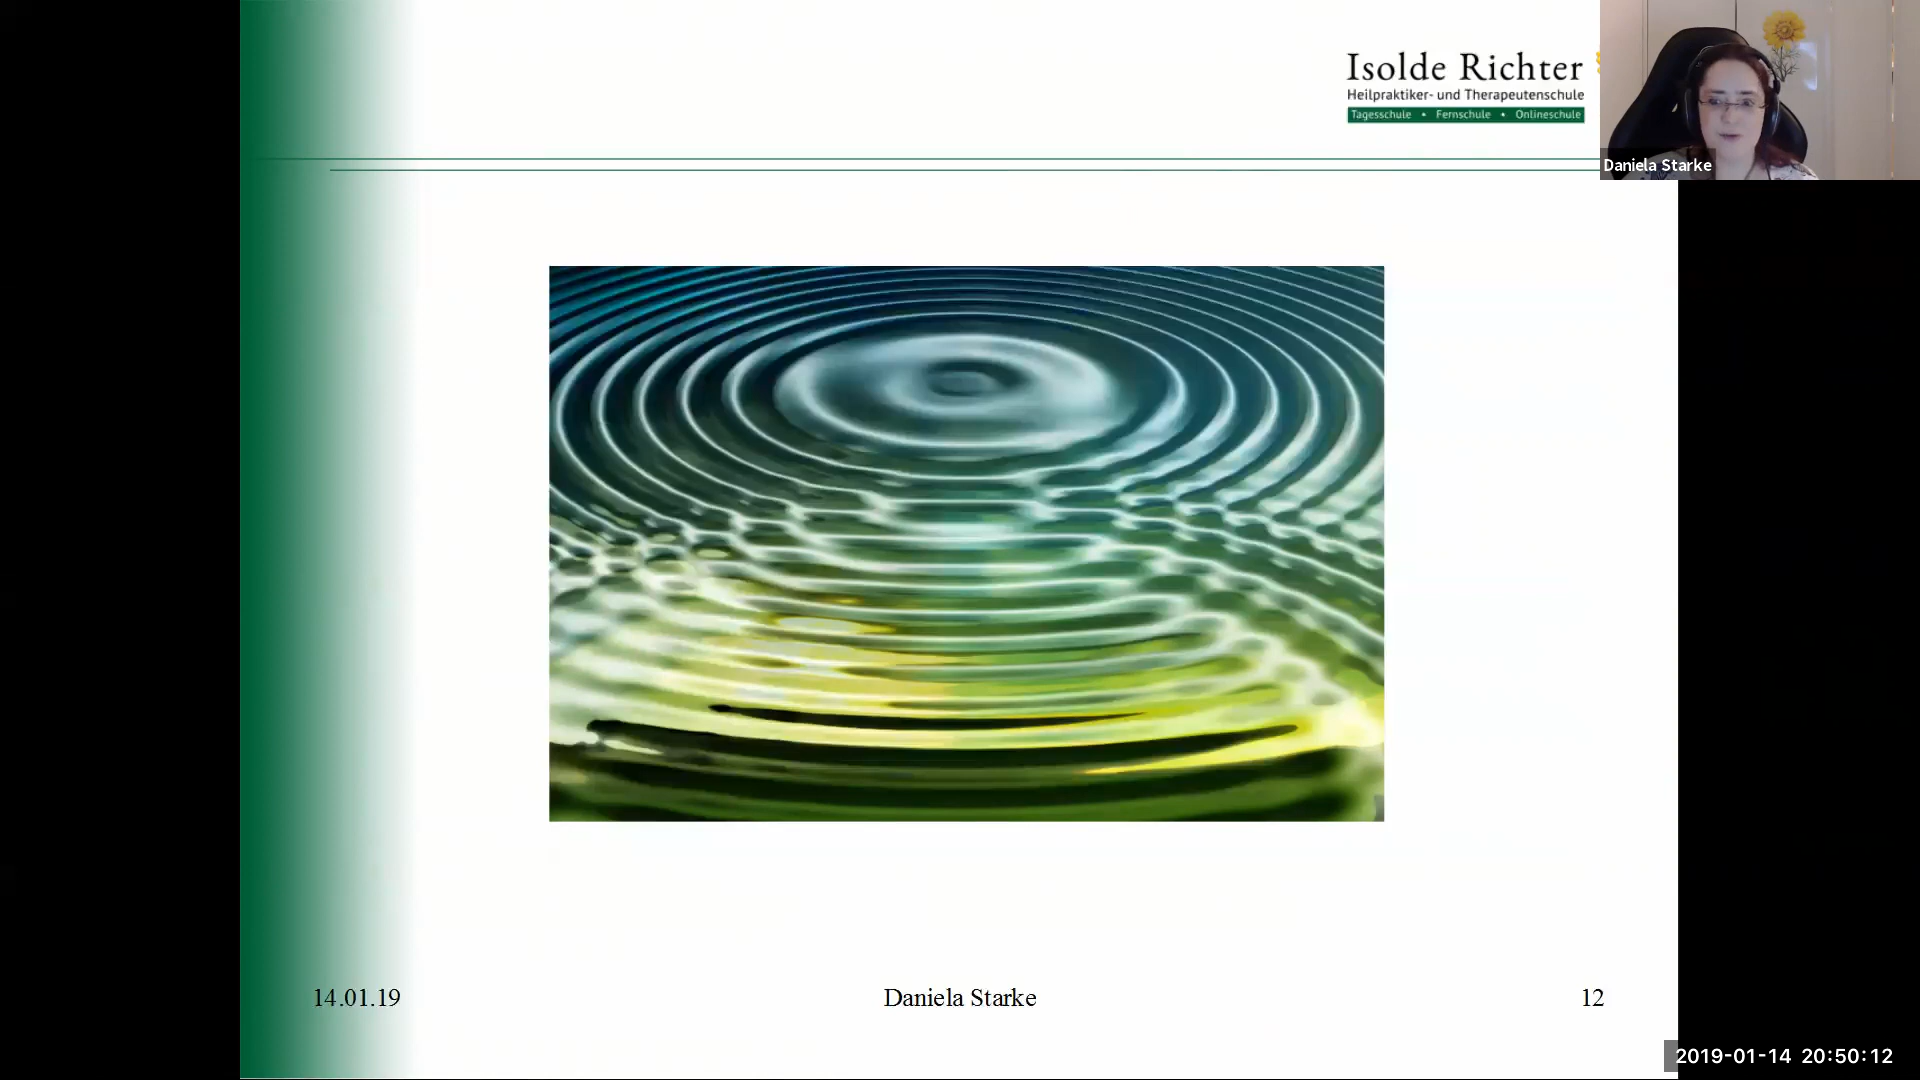 Isolde Richter
Heilpraktiker- und Therapeutenschule
Tagesschule • Fernschule • Onlineschule
Daniela Starke
14.01.19
Daniela Starke
12
2019-01-14 20:50:12